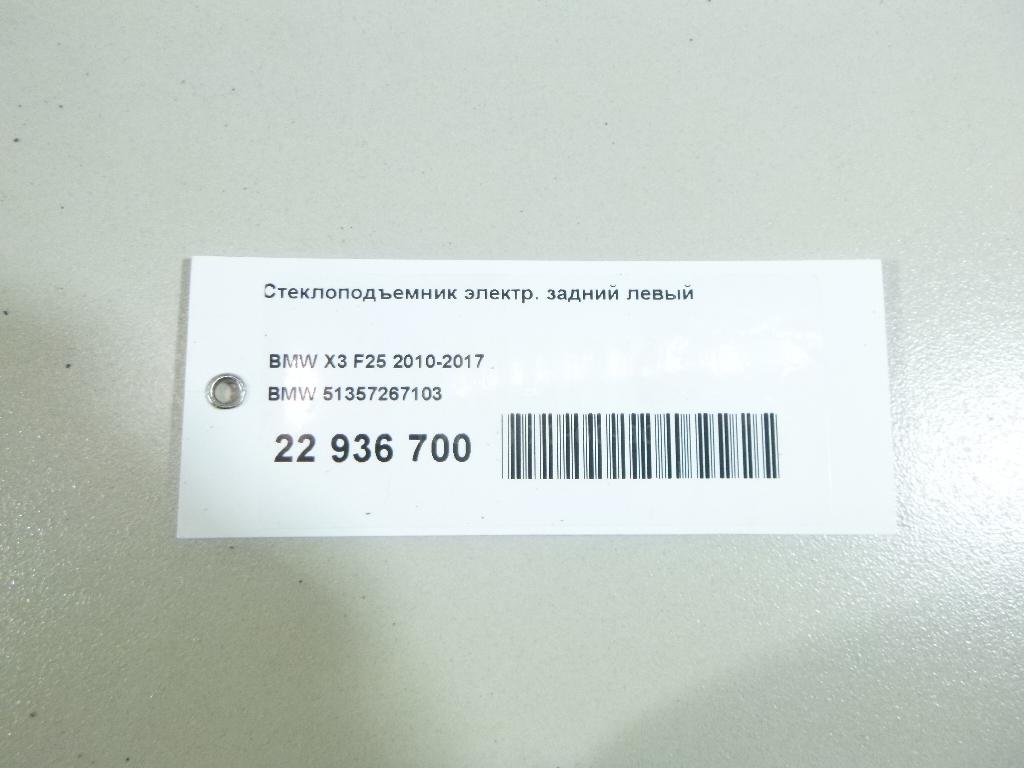 Стеклоподъемник электр. задний левый
BMW X3 F25 2010-2017
BMW 51357267103
22 936 700